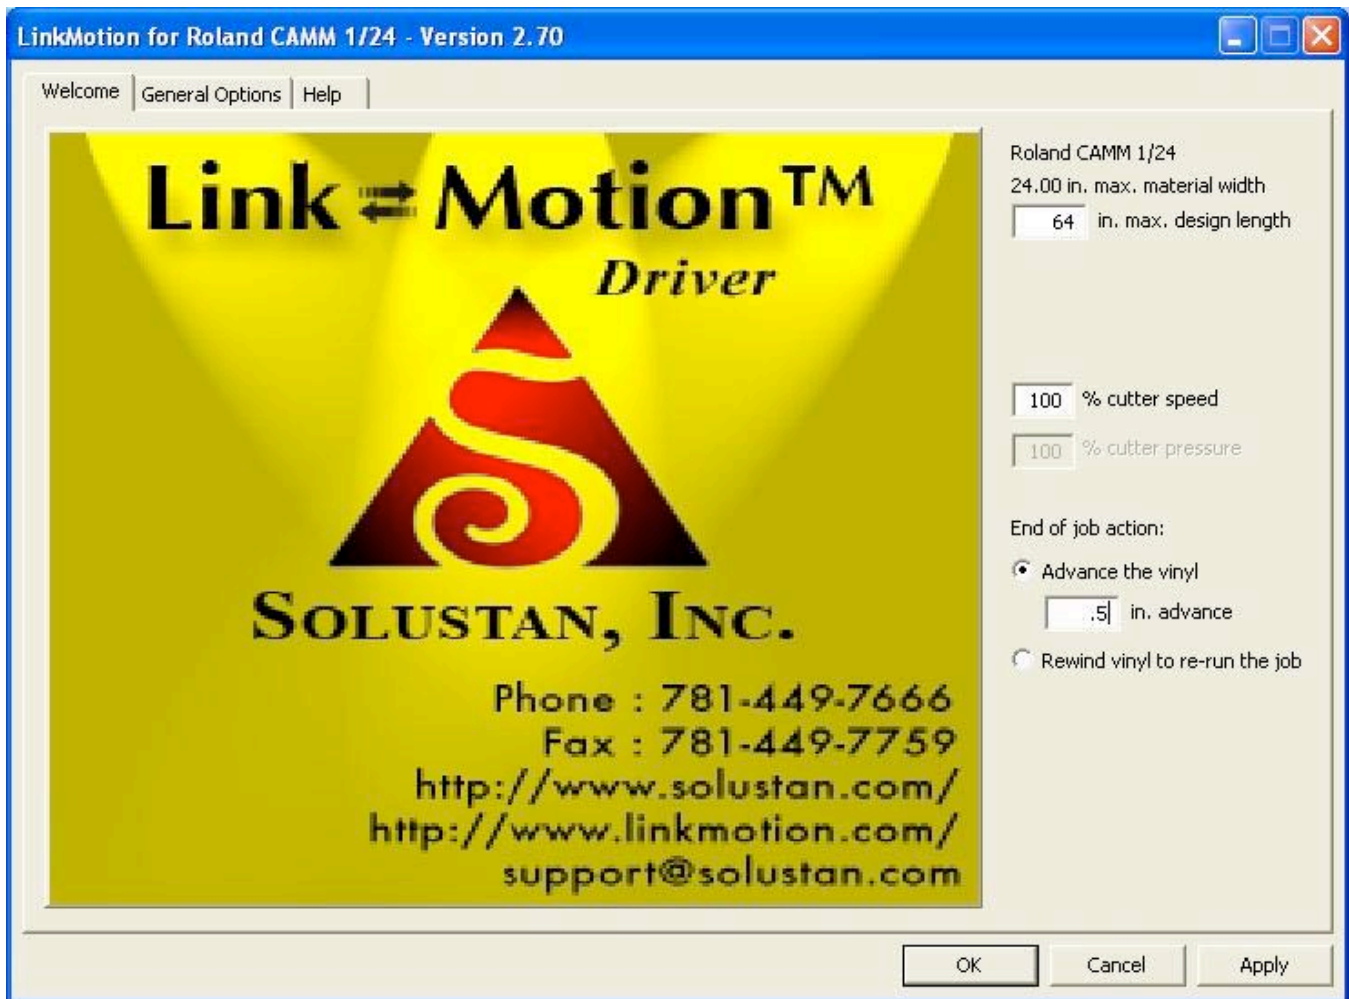 LinkMotion for Roland CAMM 1/24 - Version 2.70
Welcome
General Options
Help
Link Motion™
Driver
SOLUSTAN, INC.
Phone : 781-449-7666
Fax : 781-449-7759
http://www.solustan.com/
http://www.linkmotion.com/
support@solustan.com
Roland CAMM 1/24
24.00 in. max. material width
64 in. max. design length
100 % cutter speed
100 % cutter pressure
End of job action:
Advance the vinyl
.5 in. advance
Rewind vinyl to re-run the job
OK
Cancel
Apply